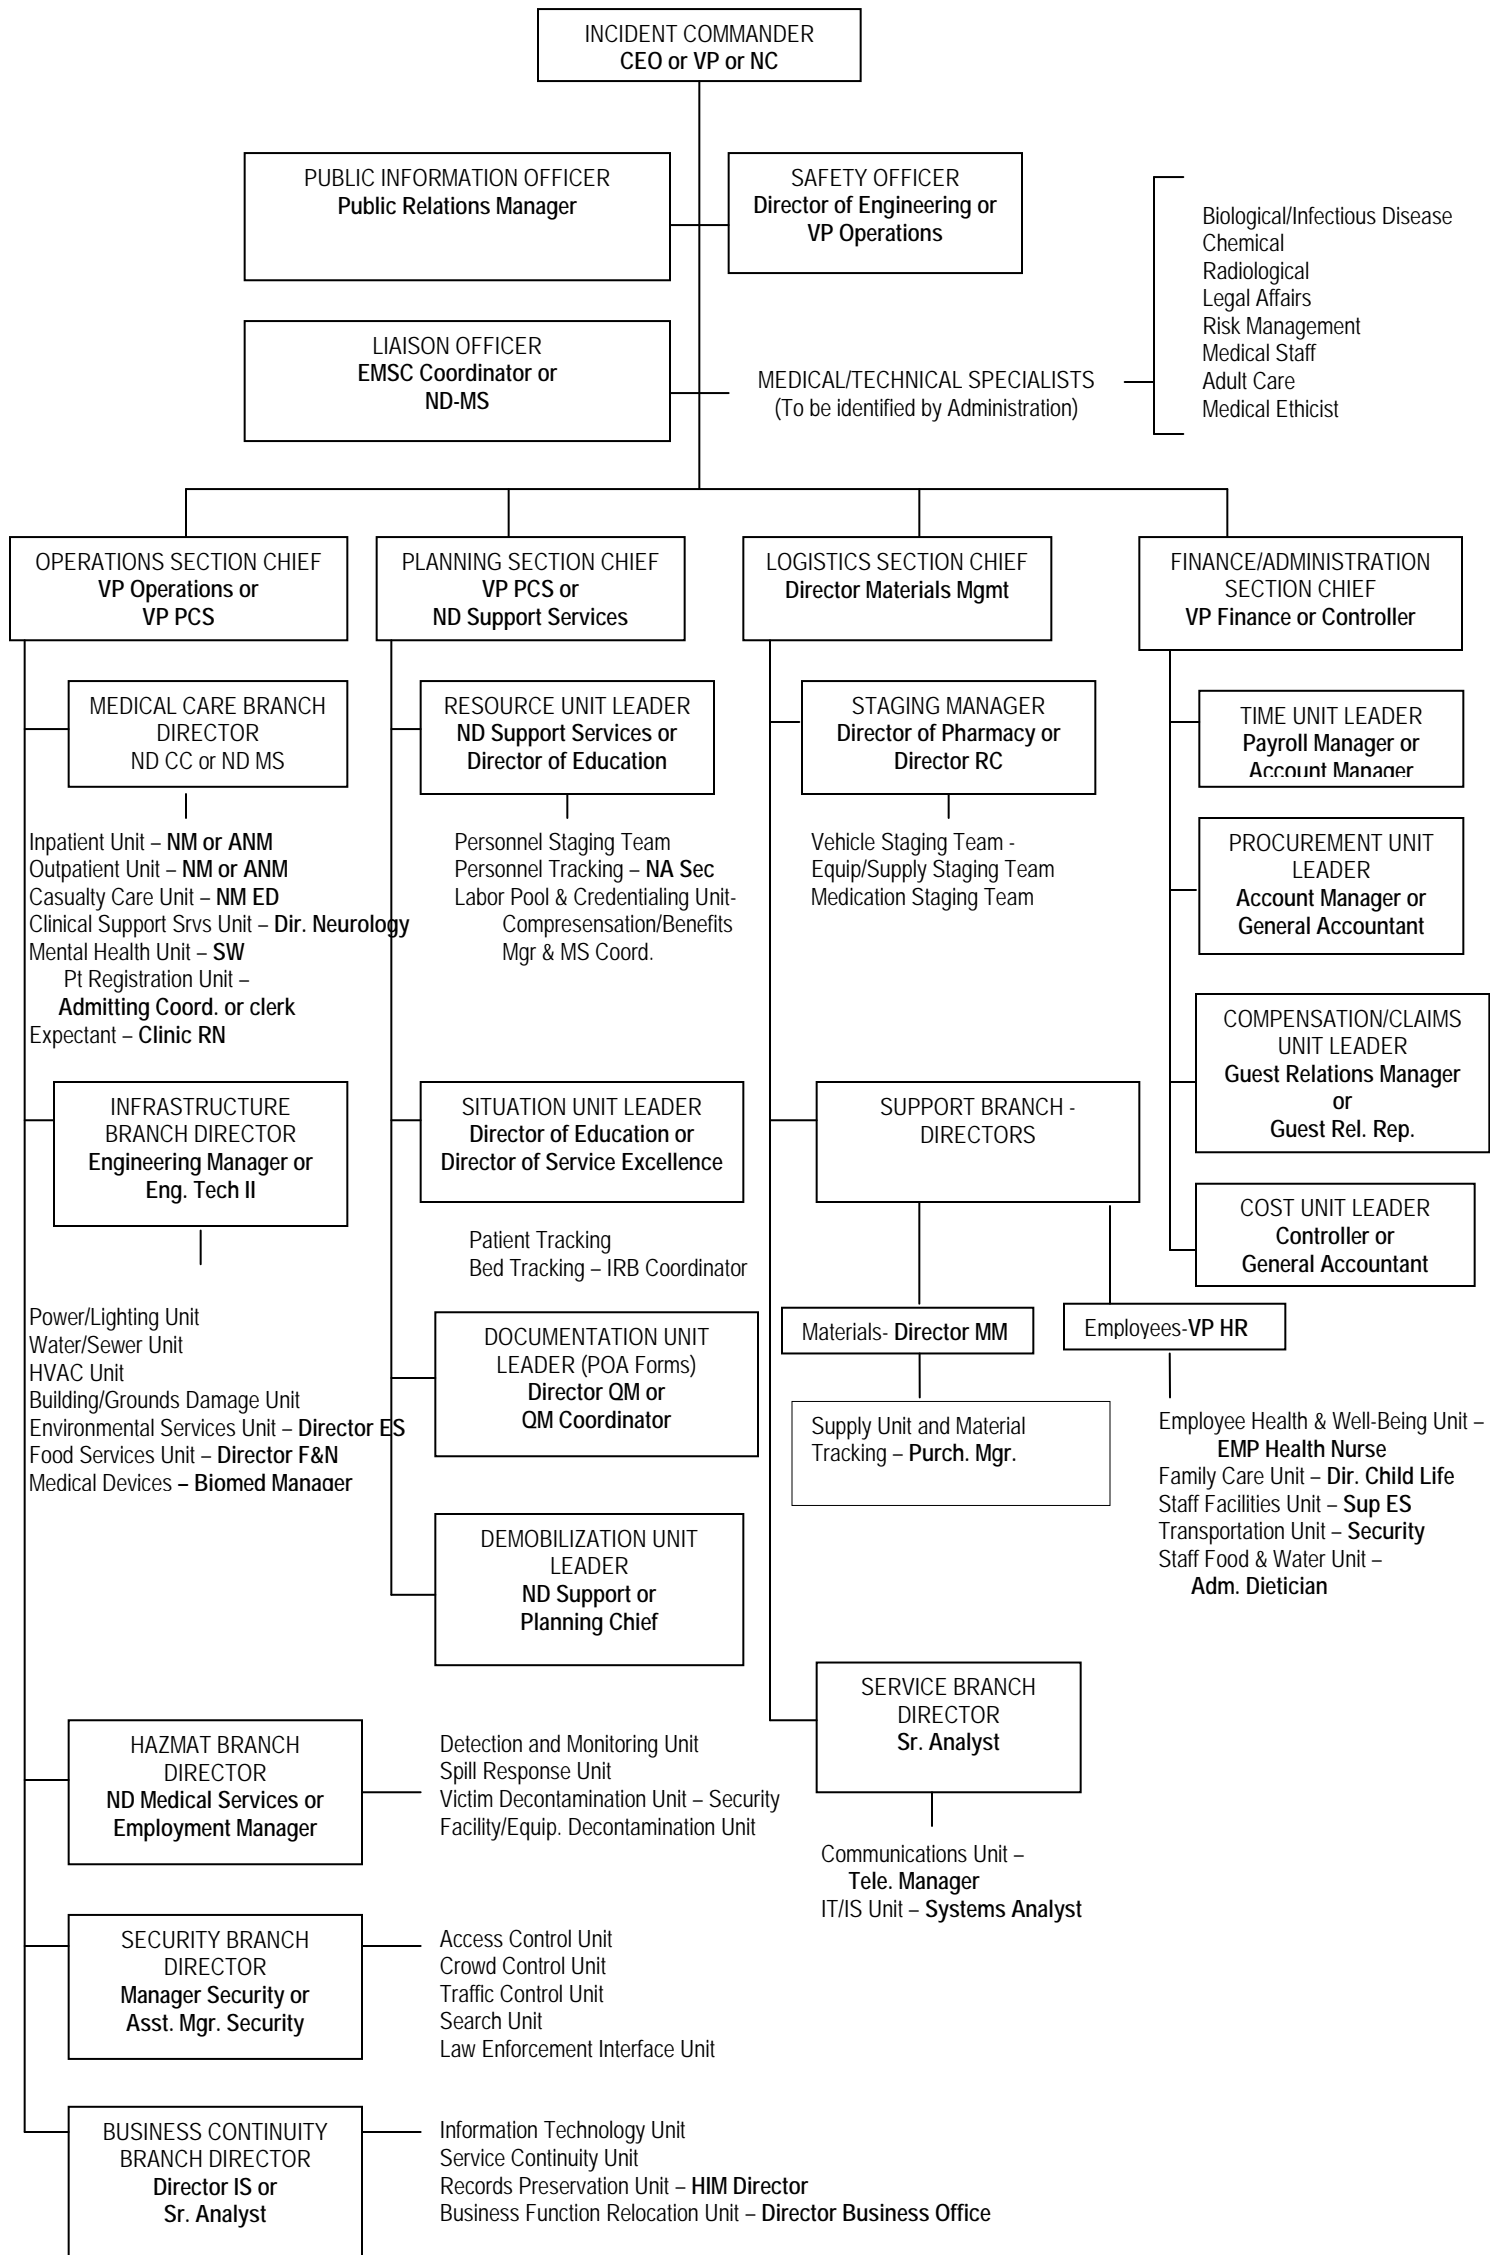 INCIDENT COMMANDER
CEO or VP or NC
PUBLIC INFORMATION OFFICER
Public Relations Manager
SAFETY OFFICER
Director of Engineering or
VP Operations
Biological/Infectious Disease
Chemical
Radiological
Legal Affairs
Risk Management
Medical Staff
Adult Care
Medical Ethicist
LIAISON OFFICER
EMSC Coordinator or
ND-MS
MEDICAL/TECHNICAL SPECIALISTS
(To be identified by Administration)
OPERATIONS SECTION CHIEF
VP Operations or
VP PCS
PLANNING SECTION CHIEF
VP PCS or
ND Support Services
LOGISTICS SECTION CHIEF
Director Materials Mgmt
FINANCE/ADMINISTRATION
SECTION CHIEF
VP Finance or Controller
MEDICAL CARE BRANCH
DIRECTOR
ND CC or ND MS
RESOURCE UNIT LEADER
ND Support Services or
Director of Education
STAGING MANAGER
Director of Pharmacy or
Director RC
TIME UNIT LEADER
Payroll Manager or
Account Manager
Inpatient Unit – NM or ANM
Outpatient Unit – NM or ANM
Casualty Care Unit – NM ED
Clinical Support Srvs Unit – Dir. Neurology
Mental Health Unit – SW
Pt Registration Unit –
Admitting Coord. or clerk
Expectant – Clinic RN
Personnel Staging Team
Personnel Tracking – NA Sec
Labor Pool & Credentialing Unit-
Compresensation/Benefits
Mgr & MS Coord.
Vehicle Staging Team -
Equip/Supply Staging Team
Medication Staging Team
PROCUREMENT UNIT
LEADER
Account Manager or
General Accountant
COMPENSATION/CLAIMS
UNIT LEADER
Guest Relations Manager
or
Guest Rel. Rep.
INFRASTRUCTURE
BRANCH DIRECTOR
Engineering Manager or
Eng. Tech II
SITUATION UNIT LEADER
Director of Education or
Director of Service Excellence
SUPPORT BRANCH -
DIRECTORS
COST UNIT LEADER
Controller or
General Accountant
Patient Tracking
Bed Tracking – IRB Coordinator
Power/Lighting Unit
Water/Sewer Unit
HVAC Unit
Building/Grounds Damage Unit
Environmental Services Unit – Director ES
Food Services Unit – Director F&N
Medical Devices – Biomed Manager
DOCUMENTATION UNIT
LEADER (POA Forms)
Director QM or
QM Coordinator
Materials- Director MM
Employees-VP HR
Supply Unit and Material
Tracking – Purch. Mgr.
Employee Health & Well-Being Unit –
EMP Health Nurse
Family Care Unit – Dir. Child Life
Staff Facilities Unit – Sup ES
Transportation Unit – Security
Staff Food & Water Unit –
Adm. Dietician
DEMOBILIZATION UNIT
LEADER
ND Support or
Planning Chief
SERVICE BRANCH
DIRECTOR
Sr. Analyst
HAZMAT BRANCH
DIRECTOR
ND Medical Services or
Employment Manager
Detection and Monitoring Unit
Spill Response Unit
Victim Decontamination Unit – Security
Facility/Equip. Decontamination Unit
Communications Unit –
Tele. Manager
IT/IS Unit – Systems Analyst
SECURITY BRANCH
DIRECTOR
Manager Security or
Asst. Mgr. Security
Access Control Unit
Crowd Control Unit
Traffic Control Unit
Search Unit
Law Enforcement Interface Unit
BUSINESS CONTINUITY
BRANCH DIRECTOR
Director IS or
Sr. Analyst
Information Technology Unit
Service Continuity Unit
Records Preservation Unit – HIM Director
Business Function Relocation Unit – Director Business Office